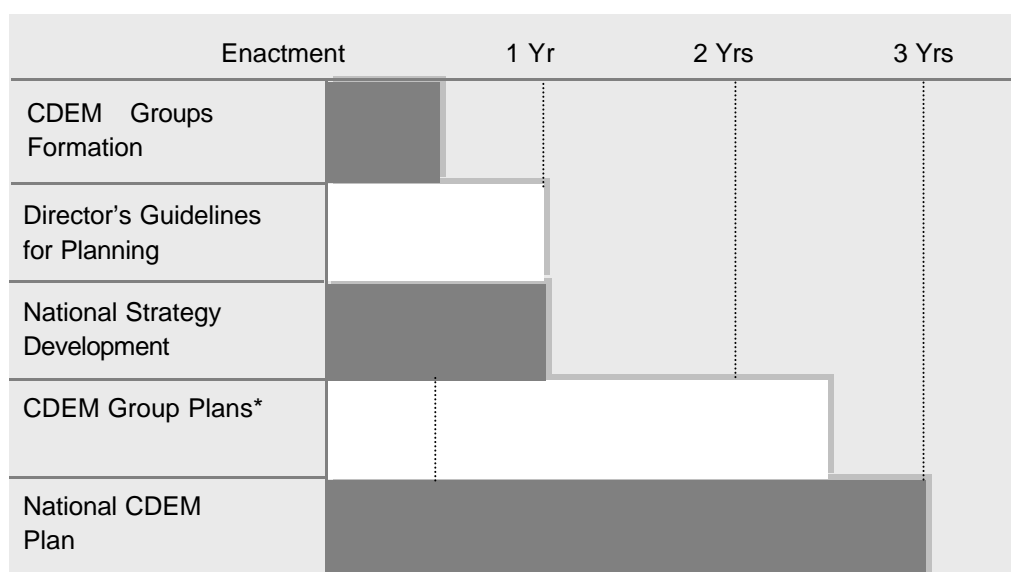 Enactment 1 Yr 2 Yrs 3 Yrs
CDEM Groups
Formation
Director's Guidelines
for Planning
National Strategy
Development
CDEM Group Plans*
National CDEM
Plan